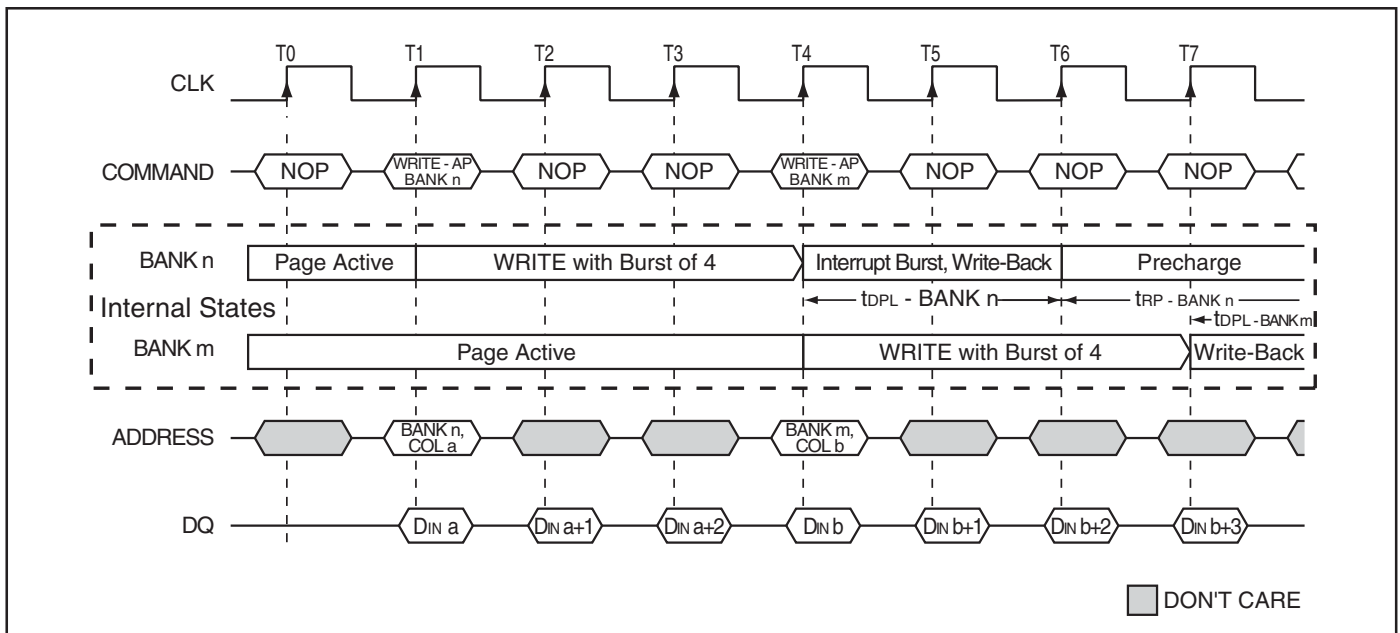 T0 T1 T2 T3 T4 T5 T6 T7
CLK
COMMAND NOP WRITE - AP BANK n NOP NOP WRITE - AP BANK m NOP NOP NOP
BANK n Page Active WRITE with Burst of 4 Interrupt Burst, Write-Back Precharge
tDPL - BANK n tRP - BANK n
Internal States
tDPL - BANK m
BANK m Page Active WRITE with Burst of 4 Write-Back
ADDRESS BANK n, COL a BANK m, COL b
DQ DIN a DIN a+1 DIN a+2 DIN b DIN b+1 DIN b+2 DIN b+3
DON'T CARE